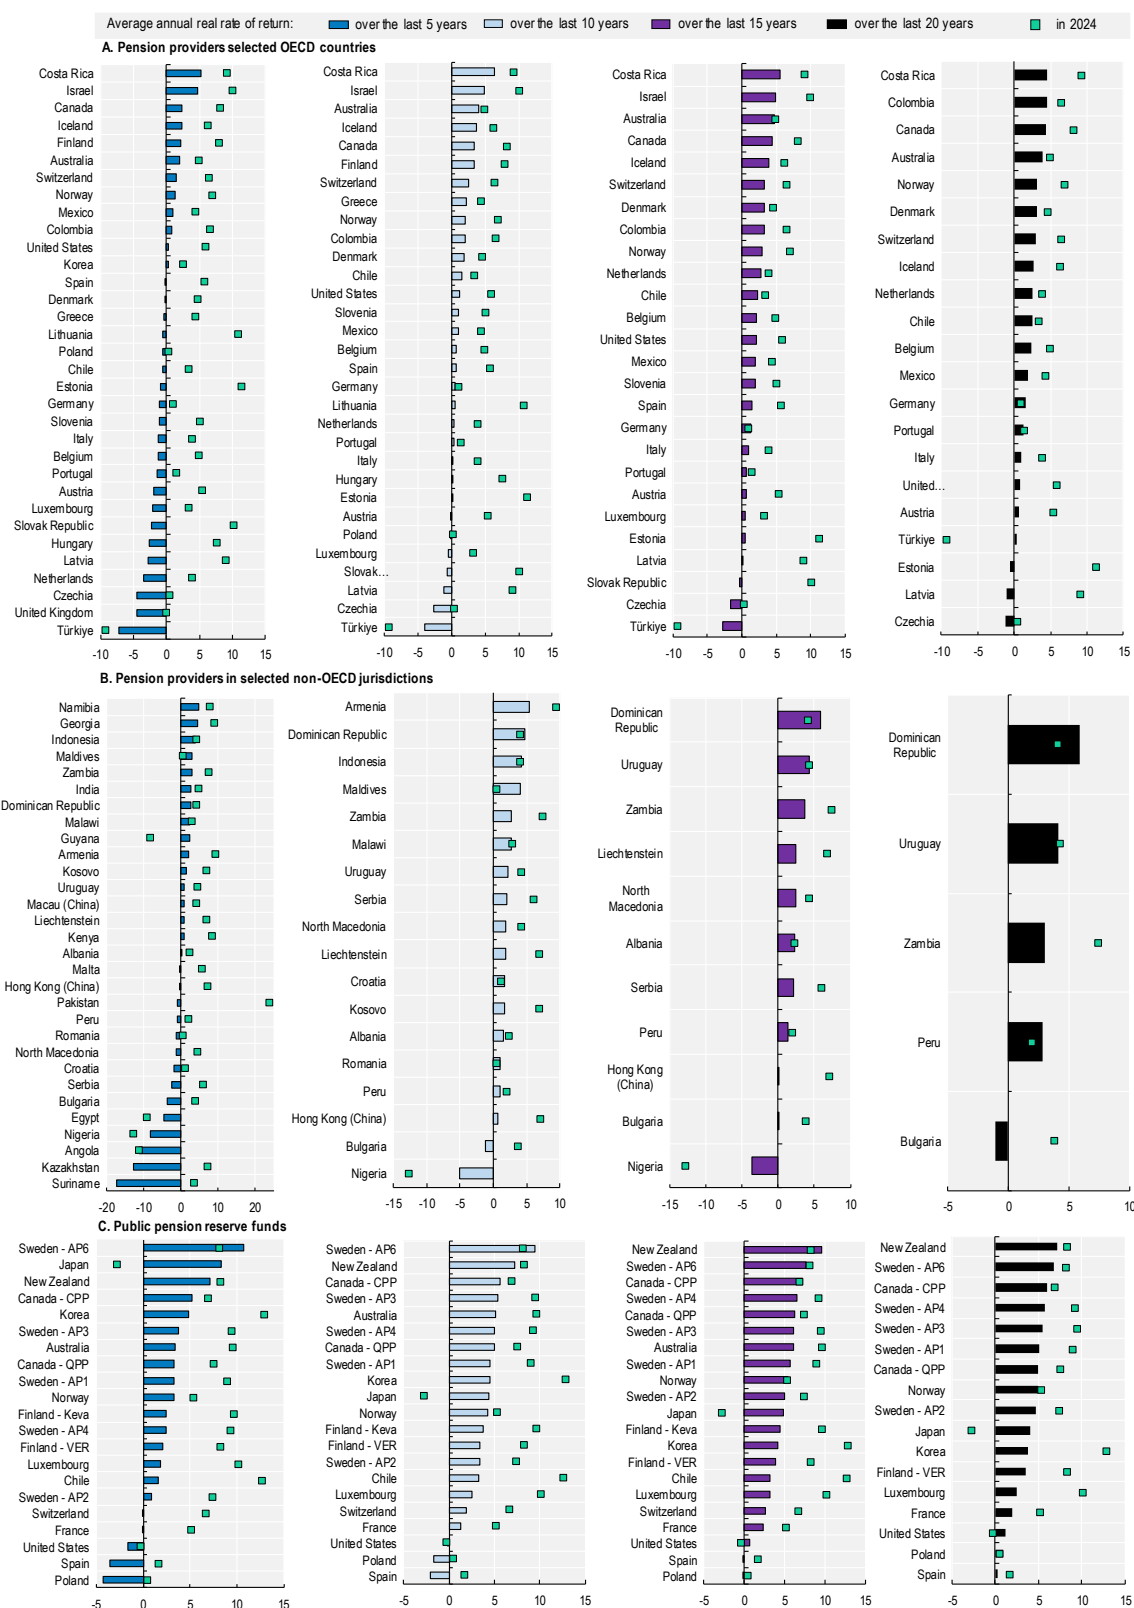 Average annual real rate of return: over the last 5 years over the last 10 years over the last 15 years over the last 20 years in 2024
A. Pension providers selected OECD countries
Costa Rica
Israel
Canada
Iceland
Finland
Australia
Switzerland
Norway
Mexico
Colombia
United States
Korea
Spain
Denmark
Greece
Lithuania
Poland
Chile
Estonia
Germany
Slovenia
Italy
Belgium
Portugal
Austria
Luxembourg
Slovak Republic
Hungary
Latvia
Netherlands
Czechia
United Kingdom
Türkiye
-10 -5 0 5 10 15
Costa Rica
Israel
Australia
Iceland
Canada
Finland
Switzerland
Greece
Norway
Colombia
Denmark
Chile
United States
Slovenia
Mexico
Belgium
Spain
Germany
Lithuania
Netherlands
Portugal
Italy
Hungary
Estonia
Austria
Poland
Luxembourg
Slovak...
Latvia
Czechia
Türkiye
-10 -5 0 5 10 15
Costa Rica
Israel
Australia
Canada
Iceland
Switzerland
Denmark
Colombia
Norway
Netherlands
Chile
Belgium
United States
Mexico
Slovenia
Spain
Germany
Italy
Portugal
Austria
Luxembourg
Estonia
Latvia
Slovak Republic
Czechia
Türkiye
-10 -5 0 5 10 15
Costa Rica
Colombia
Canada
Australia
Norway
Denmark
Switzerland
Iceland
Netherlands
Chile
Belgium
Mexico
Germany
Portugal
Italy
United...
Austria
Türkiye
Estonia
Latvia
Czechia
-10 -5 0 5 10 15
B. Pension providers in selected non-OECD jurisdictions
Namibia
Georgia
Indonesia
Maldives
Zambia
India
Dominican Republic
Malawi
Guyana
Armenia
Kosovo
Uruguay
Macau (China)
Liechtenstein
Kenya
Albania
Malta
Hong Kong (China)
Pakistan
Peru
Romania
North Macedonia
Croatia
Serbia
Bulgaria
Egypt
Nigeria
Angola
Kazakhstan
Suriname
-20 -10 0 10 20
Armenia
Dominican Republic
Indonesia
Maldives
Zambia
Malawi
Uruguay
Serbia
North Macedonia
Liechtenstein
Croatia
Kosovo
Albania
Romania
Peru
Hong Kong (China)
Bulgaria
Nigeria
-15 -10 -5 0 5 10
Dominican
Republic
Uruguay
Zambia
Liechtenstein
North
Macedonia
Albania
Serbia
Peru
Hong Kong
(China)
Bulgaria
Nigeria
-15 -10 -5 0 5 10
Dominican
Republic
Uruguay
Zambia
Peru
Bulgaria
-5 0 5 10
C. Public pension reserve funds
Sweden - AP6
Japan
New Zealand
Canada - CPP
Korea
Sweden - AP3
Australia
Canada - QPP
Sweden - AP1
Norway
Finland - Keva
Sweden - AP4
Finland - VER
Luxembourg
Chile
Sweden - AP2
Switzerland
France
United States
Spain
Poland
-5 0 5 10 15
Sweden - AP6
New Zealand
Canada - CPP
Sweden - AP3
Australia
Sweden - AP4
Canada - QPP
Sweden - AP1
Korea
Japan
Norway
Finland - Keva
Finland - VER
Sweden - AP2
Chile
Luxembourg
Switzerland
France
United States
Poland
Spain
-5 0 5 10 15
New Zealand
Sweden - AP6
Canada - CPP
Sweden - AP4
Canada - QPP
Sweden - AP3
Australia
Sweden - AP1
Norway
Sweden - AP2
Japan
Finland - Keva
Korea
Finland - VER
Chile
Luxembourg
Switzerland
France
United States
Spain
Poland
-5 0 5 10 15
New Zealand
Sweden - AP6
Canada - CPP
Sweden - AP4
Sweden - AP3
Sweden - AP1
Canada - QPP
Norway
Sweden - AP2
Japan
Korea
Finland - VER
Luxembourg
France
United States
Poland
Spain
-5 0 5 10 15